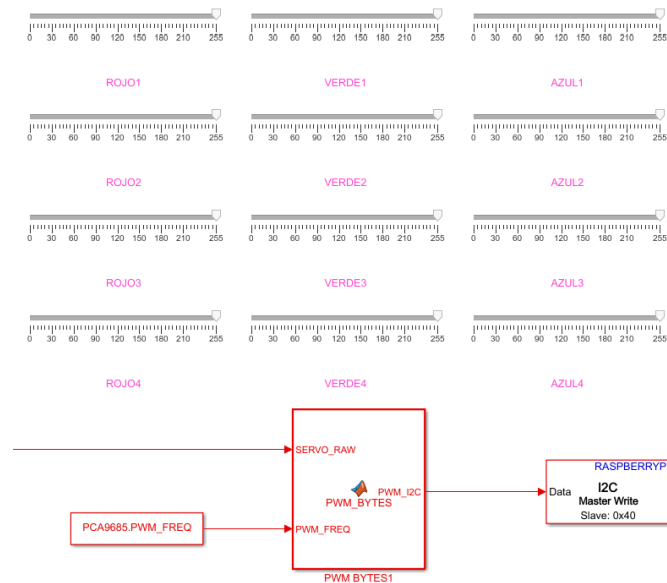 0 30 60 90 120 150 180 210 255 0 30 60 90 120 150 180 210 255 0 30 60 90 120 150 180 210 255
ROJO1 VERDE1 AZUL1
0 30 60 90 120 150 180 210 255 0 30 60 90 120 150 180 210 255 0 30 60 90 120 150 180 210 255
ROJO2 VERDE2 AZUL2
0 30 60 90 120 150 180 210 255 0 30 60 90 120 150 180 210 255 0 30 60 90 120 150 180 210 255
ROJO3 VERDE3 AZUL3
0 30 60 90 120 150 180 210 255 0 30 60 90 120 150 180 210 255 0 30 60 90 120 150 180 210 255
ROJO4 VERDE4 AZUL4
SERVO_RAW
RASPBERRYP
I2C
PWM_I2C
Data
Master Write
PWM_BYTES
Slave: 0x40
PCA9685.PWM_FREQ
PWM_FREQ
PWM BYTES1